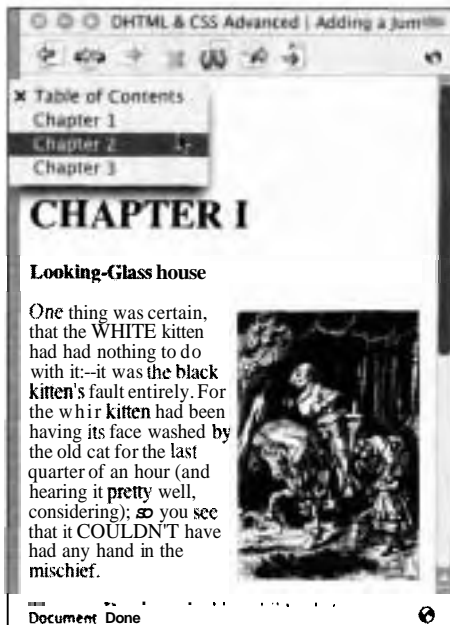 DHTML & CSS Advanced | Adding a Jum
× Table of Contents
Chapter 1
Chapter 2
Chapter 3
CHAPTER I
Looking-Glass house
One thing was certain,
that the WHITE kitten
had had nothing to do
with it:--it was the black
kitten's fault entirely. For
the whir kitten had been
having its face washed by
the old cat for the last
quarter of an hour (and
hearing it pretty well,
considering); so you see
that it COULDN'T have
had any hand in the
mischief.
Document Done